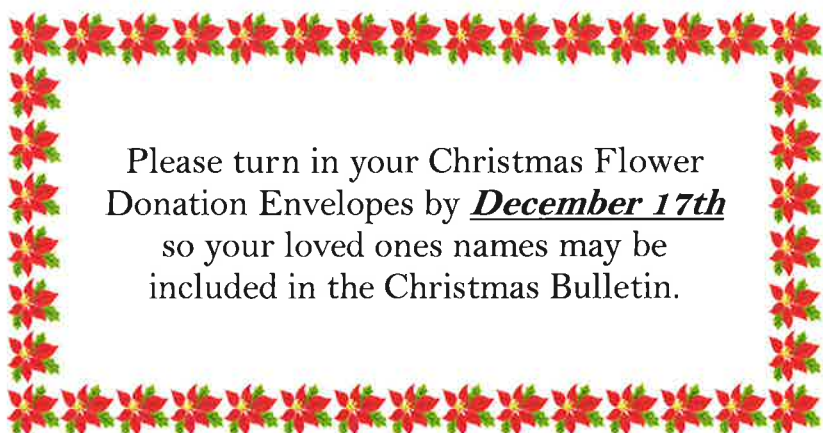 Please turn in your Christmas Flower
Donation Envelopes by December 17th
so your loved ones names may be
included in the Christmas Bulletin.